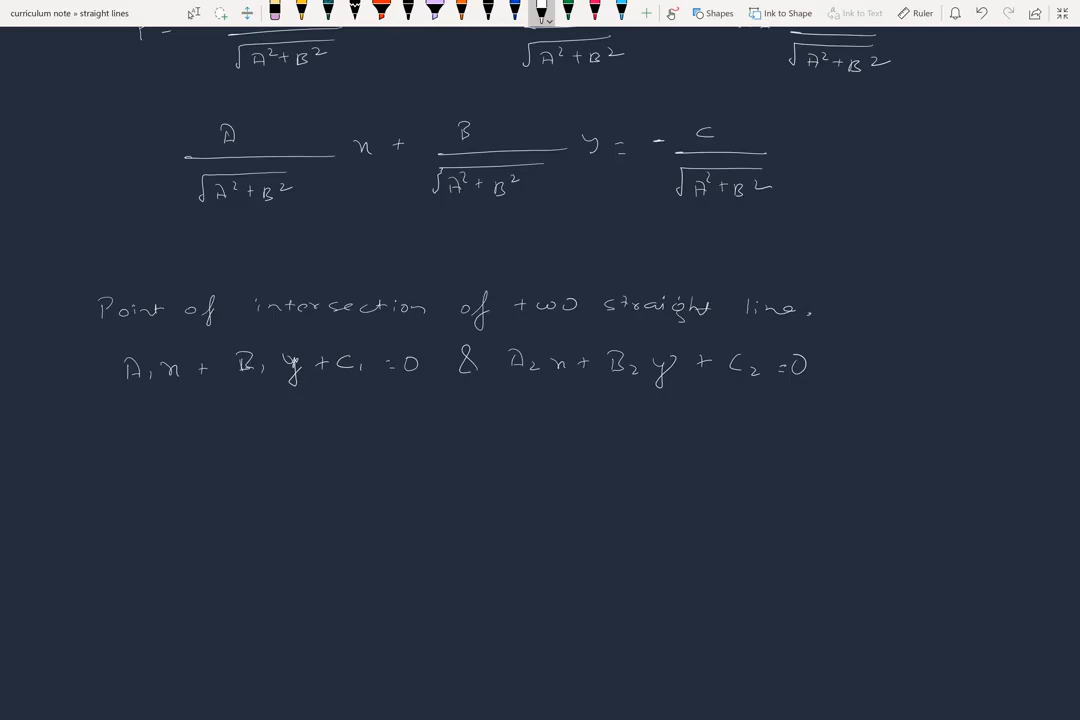 curriculum note » straight lines
Shapes Ink to Shape Ink to Text Ruler
√A²+B² √A²+B² √A²+B²
A/√A²+B² x + B/√A²+B² y = - C/√A²+B²
Point of intersection of two straight line.
A₁x + B₁y + C₁ = 0 & A₂x + B₂y + C₂ = 0